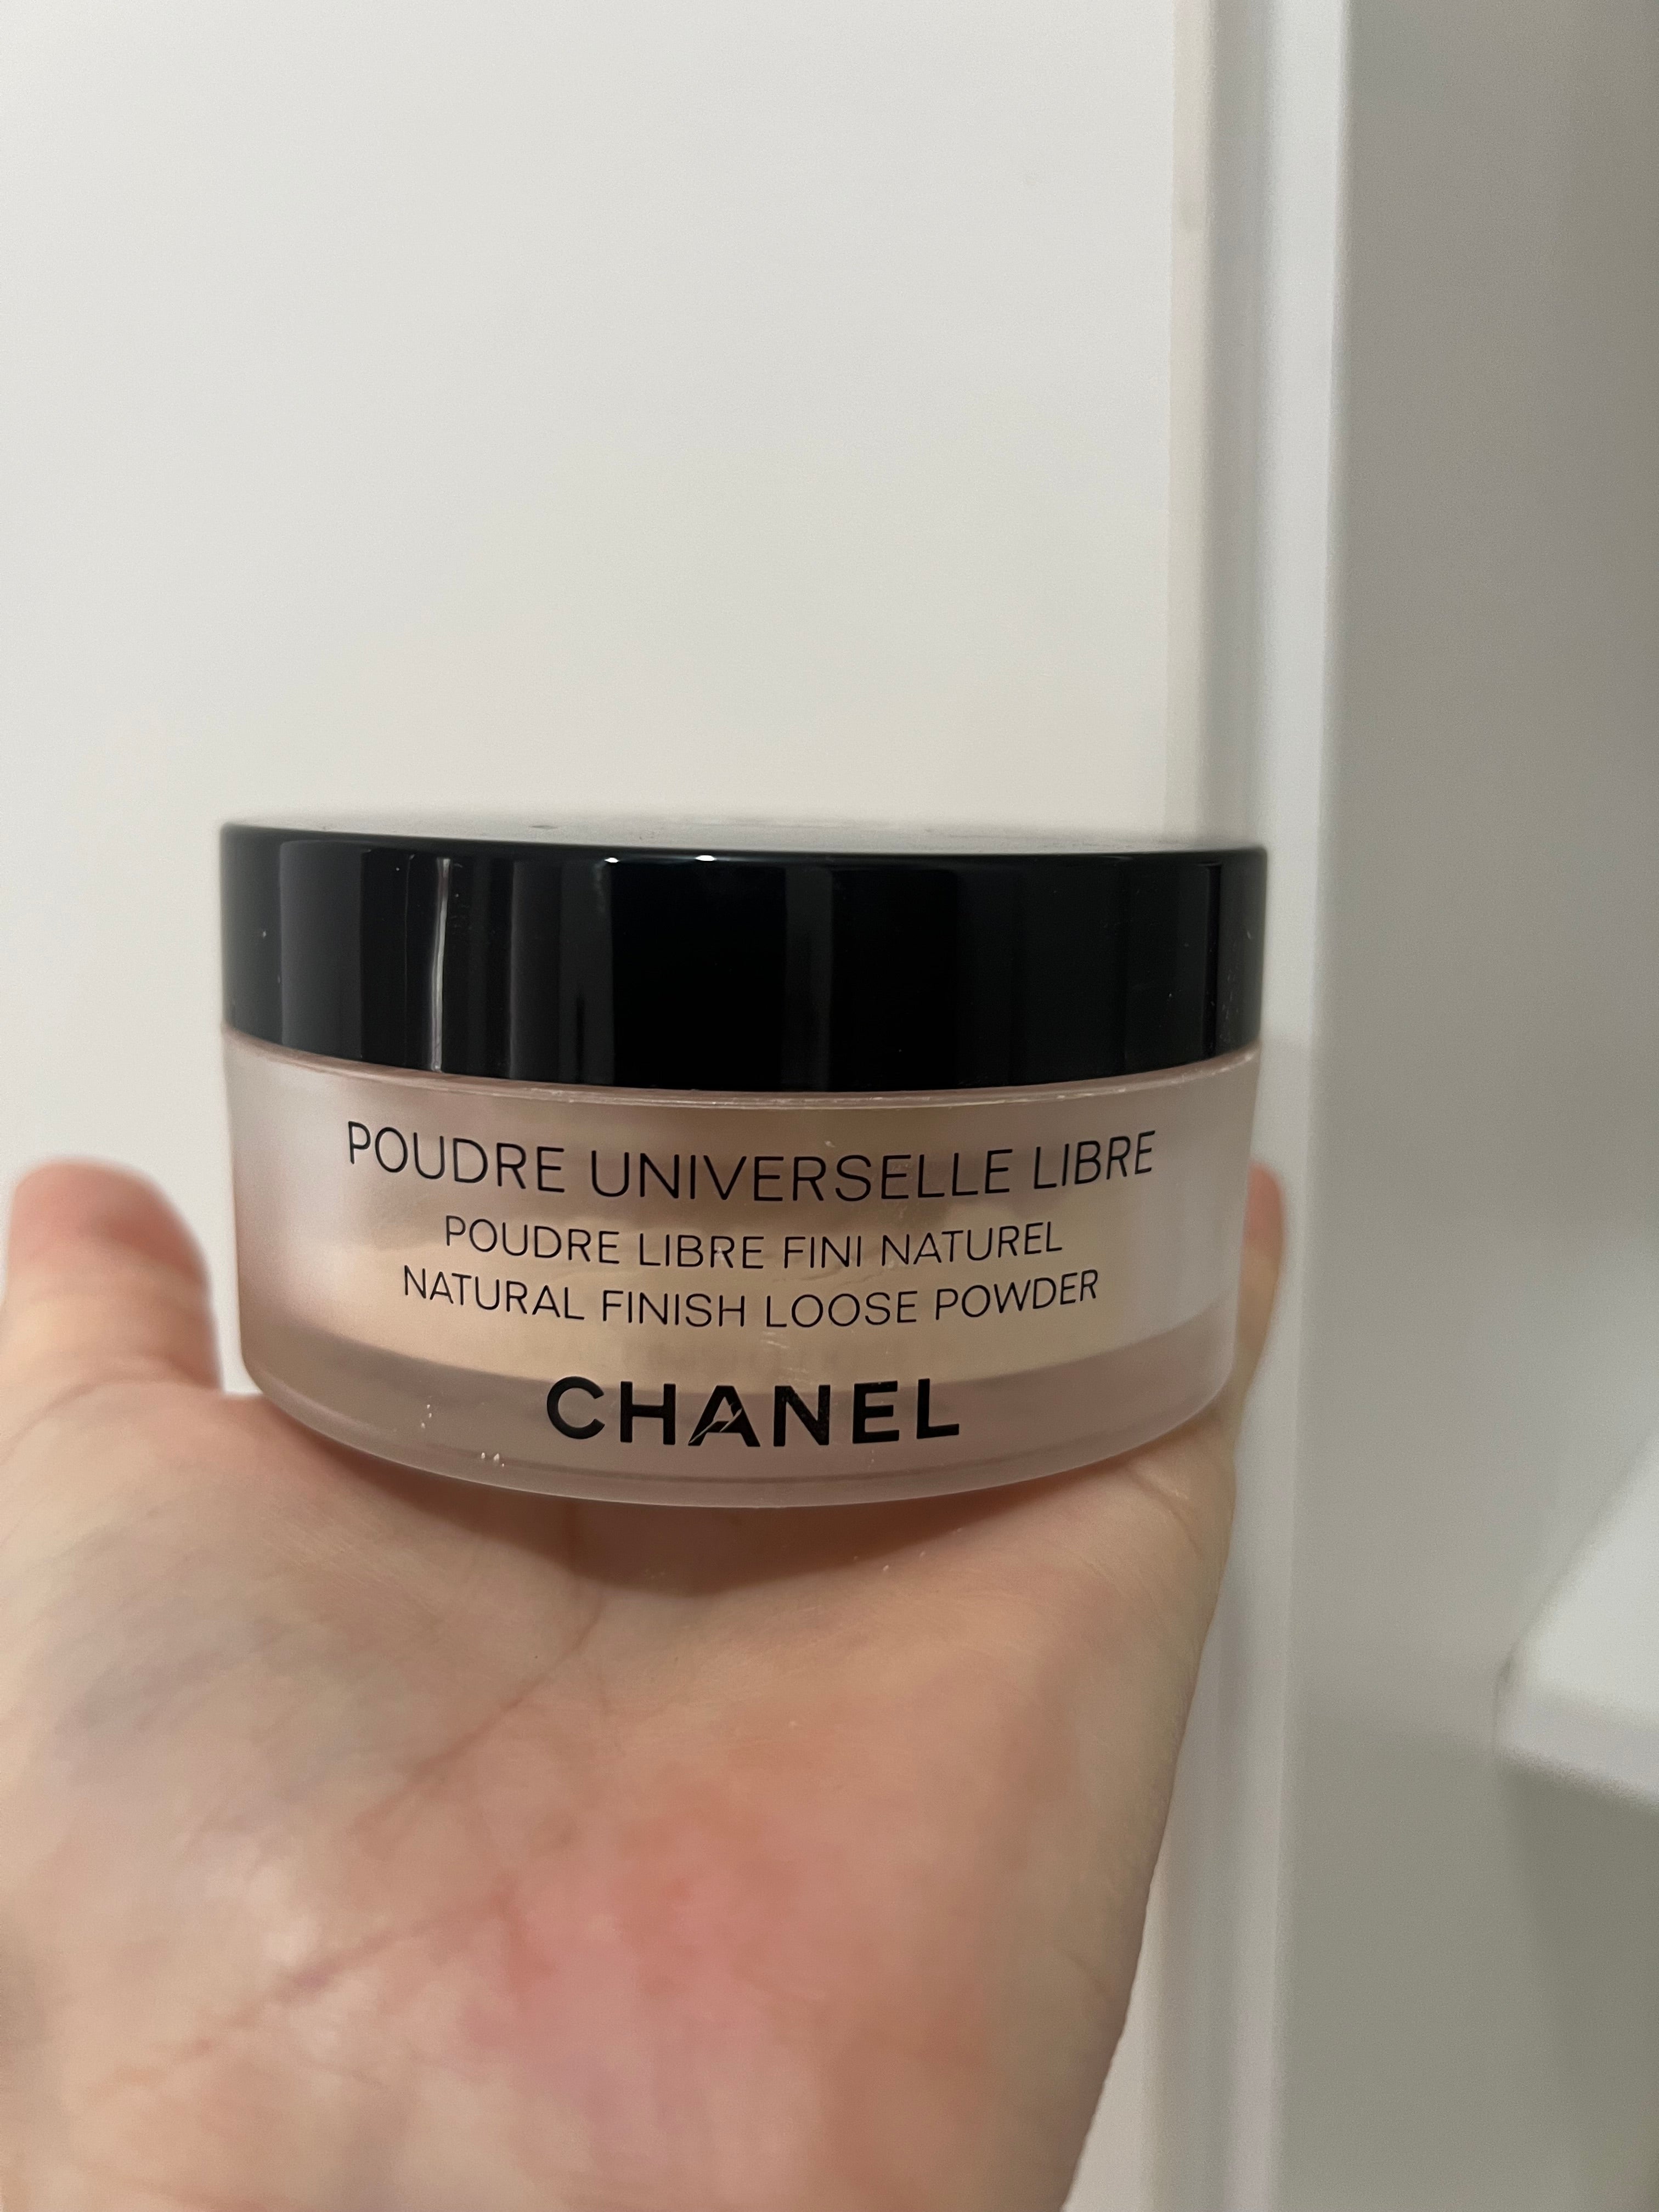 POUDRE UNIVERSELLE LIBRE
POUDRE LIBRE FINI NATUREL
NATURAL FINISH LOOSE POWDER
CHANEL